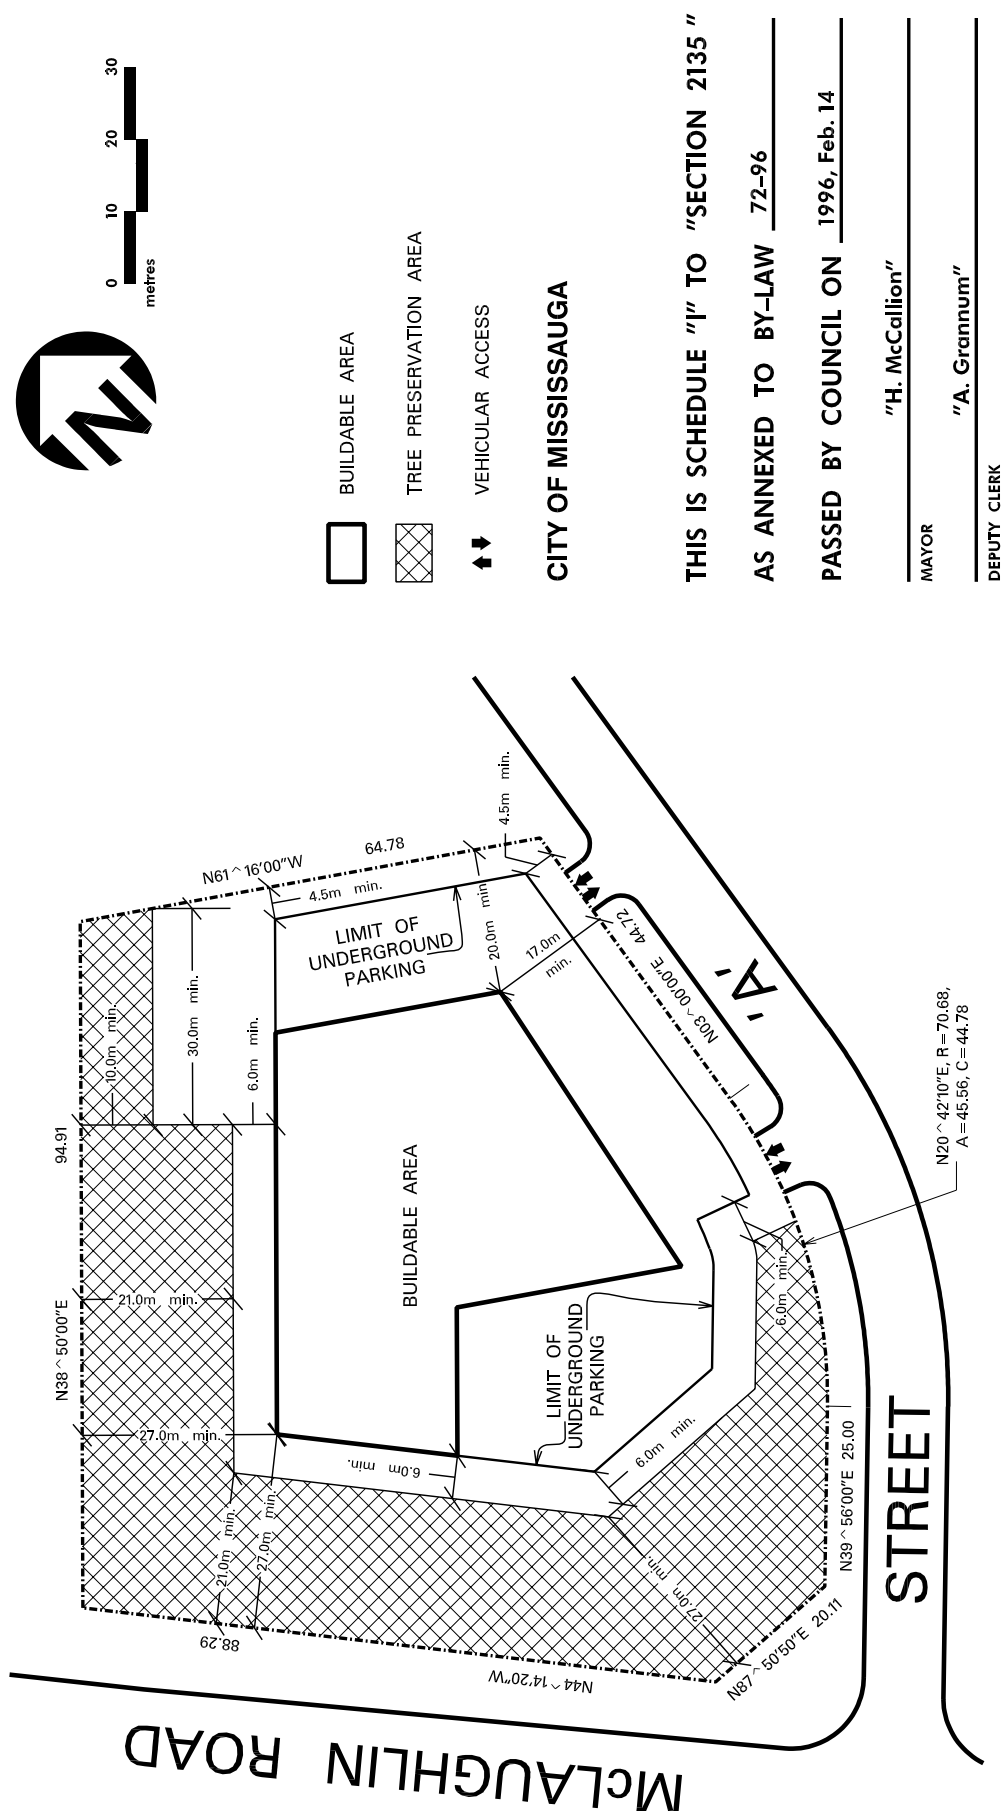 McLAUGHLIN ROAD
STREET 'A'
N38^50'00"E
94.91
N61^16'00"W
64.78
N44^14'20"W
88.29
N87^50'50"E 20.11
N39^56'00"E 25.00
N20^42'10"E, R=70.68,
A=45.56, C=44.78
N03^00'00"E
44.72
27.0m min.
21.0m min.
10.0m min.
30.0m min.
6.0m min.
4.5m min.
20.0m min.
4.5m min.
17.0m
min.
21.0m min.
27.0m min.
6.0m min.
6.0m min.
27.0m min.
6.0m min.
BUILDABLE AREA
LIMIT OF
UNDERGROUND
PARKING
LIMIT OF
UNDERGROUND
PARKING
N
0 10 20 30
metres
BUILDABLE AREA
TREE PRESERVATION AREA
VEHICULAR ACCESS
CITY OF MISSISSAUGA
THIS IS SCHEDULE "I" TO "SECTION 2135 "
AS ANNEXED TO BY-LAW 72-96
PASSED BY COUNCIL ON 1996, Feb. 14
"H. McCallion"
MAYOR
"A. Grannum"
DEPUTY CLERK